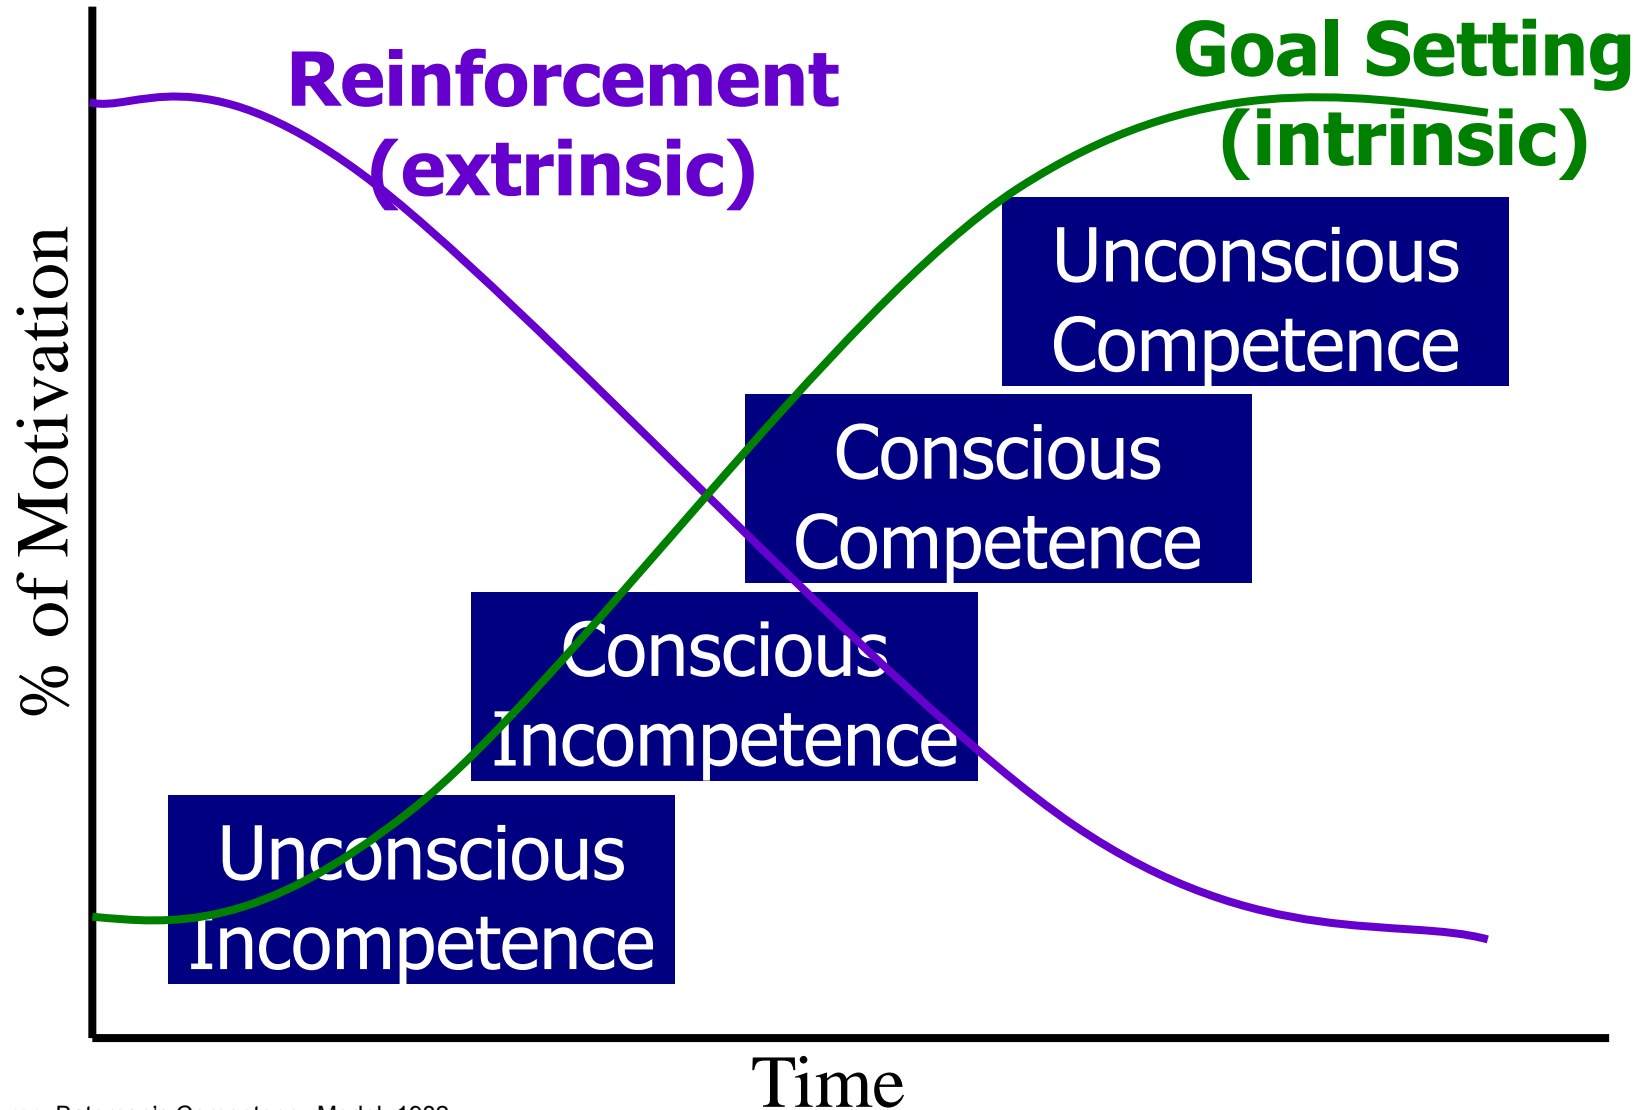 Reinforcement
(extrinsic)
Goal Setting
(intrinsic)
% of Motivation
Unconscious
Competence
Conscious
Competence
Conscious
Incompetence
Unconscious
Incompetence
Time